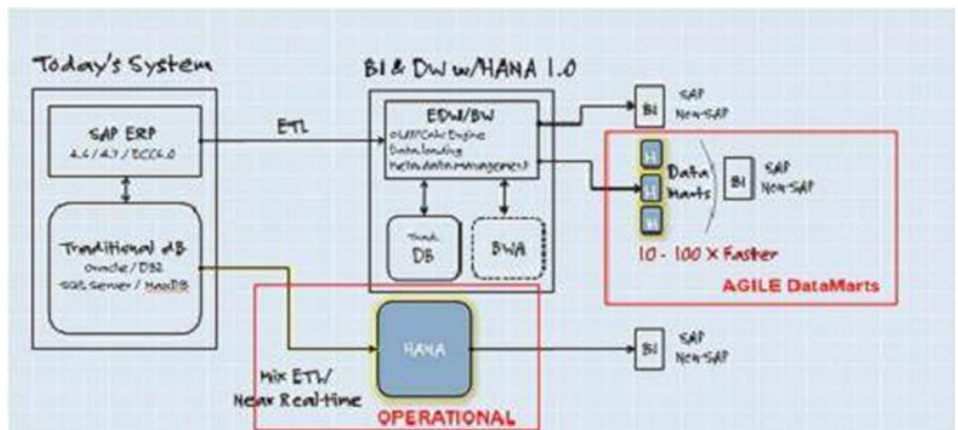 Today's System
SAP ERP
4.6 / 4.7 / ECC6.0
Traditional dB
Oracle / DB2
SQL Server / MaxDB
ETL
BI & DW w/HANA 1.0
EDW/BW
OLAP/Calc Engine
Data loading
Meta data Management
Trad.
DB
BWA
HANA
Mix ETW/
Near Realtime
OPERATIONAL
BI
SAP
Non-SAP
H
H
H
Data
Marts
BI
SAP
Non-SAP
10 - 100 X Faster
AGILE DataMarts
BI
SAP
Non-SAP